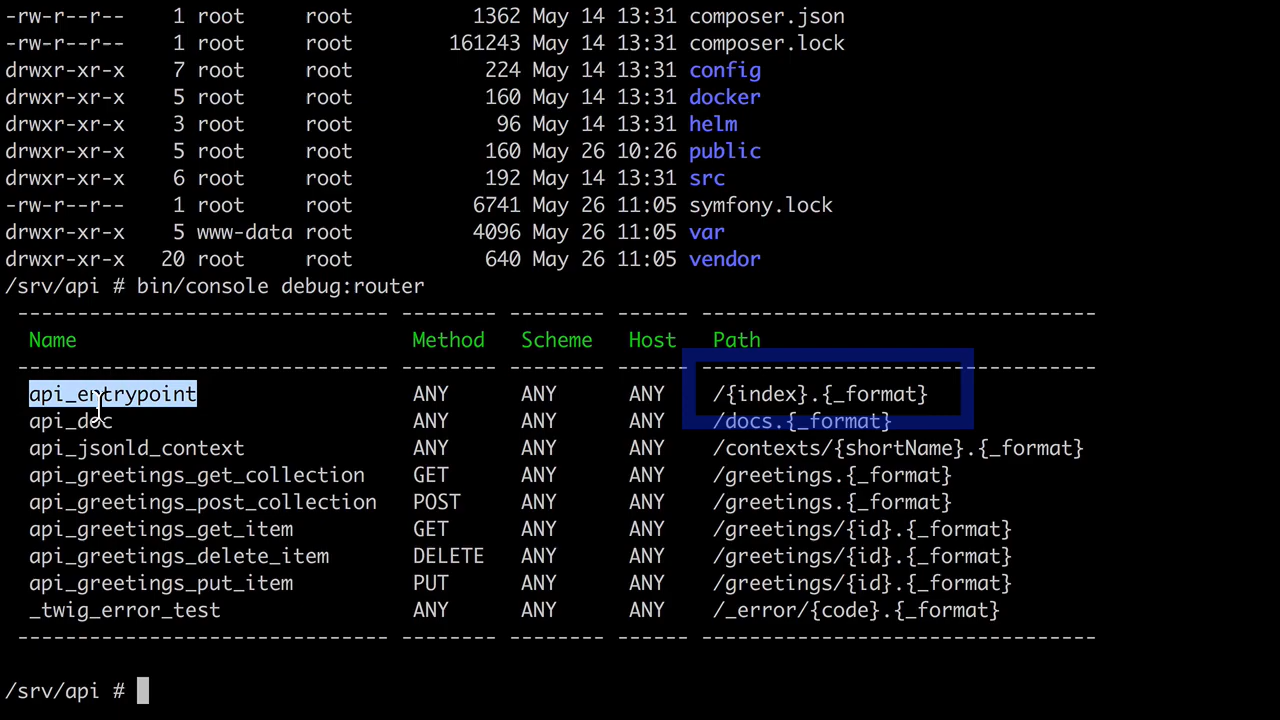 -rw-r--r-- 1 root root 1362 May 14 13:31 composer.json
-rw-r--r-- 1 root root 161243 May 14 13:31 composer.lock
drwxr-xr-x 7 root root 224 May 14 13:31 config
drwxr-xr-x 5 root root 160 May 14 13:31 docker
drwxr-xr-x 3 root root 96 May 14 13:31 helm
drwxr-xr-x 5 root root 160 May 26 10:26 public
drwxr-xr-x 6 root root 192 May 14 13:31 src
-rw-r--r-- 1 root root 6741 May 26 11:05 symfony.lock
drwxr-xr-x 5 www-data root 4096 May 26 11:05 var
drwxr-xr-x 20 root root 640 May 26 11:05 vendor
/srv/api # bin/console debug:router
------------------------------- -------- -------- ------ ---------------------------------
Name Method Scheme Host Path
------------------------------- -------- -------- ------ ---------------------------------
api_entrypoint ANY ANY ANY /{index}.{_format}
api_doc ANY ANY ANY /docs.{_format}
api_jsonld_context ANY ANY ANY /contexts/{shortName}.{_format}
api_greetings_get_collection GET ANY ANY /greetings.{_format}
api_greetings_post_collection POST ANY ANY /greetings.{_format}
api_greetings_get_item GET ANY ANY /greetings/{id}.{_format}
api_greetings_delete_item DELETE ANY ANY /greetings/{id}.{_format}
api_greetings_put_item PUT ANY ANY /greetings/{id}.{_format}
_twig_error_test ANY ANY ANY /_error/{code}.{_format}
------------------------------- -------- -------- ------ ---------------------------------
/srv/api #